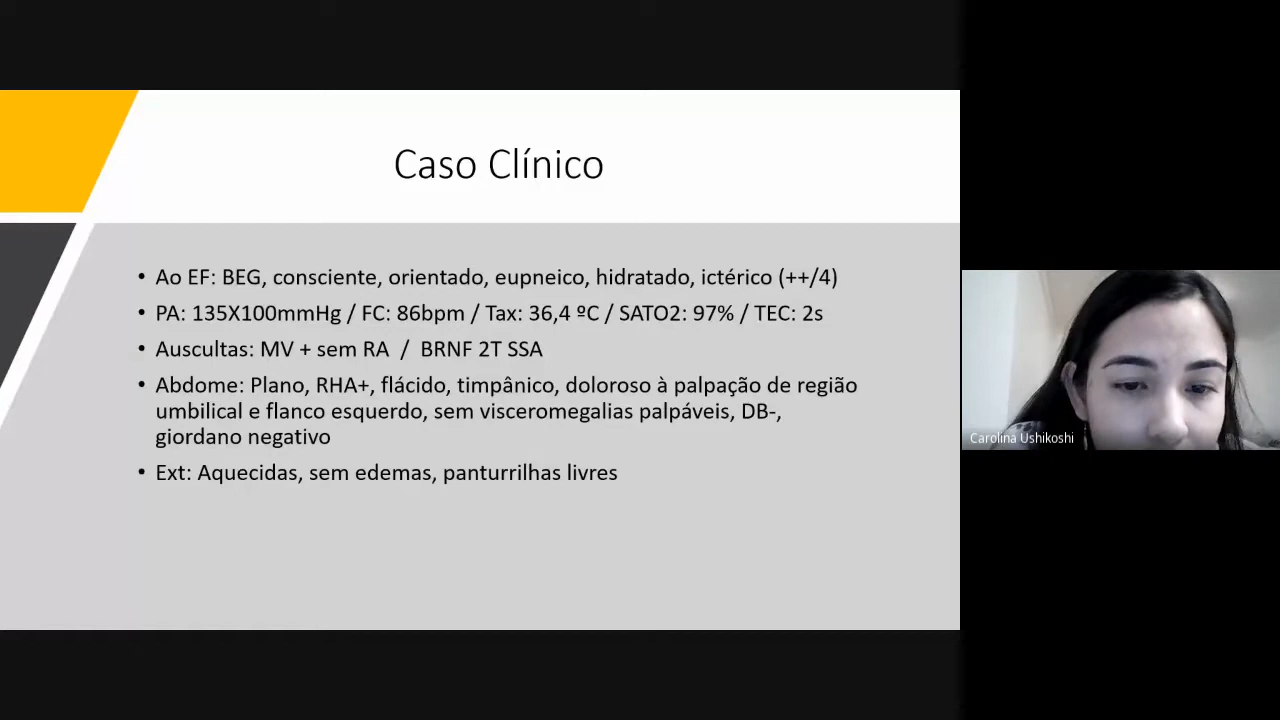 Caso Clínico
• Ao EF: BEG, consciente, orientado, eupneico, hidratado, ictérico (++/4)
• PA: 135X100mmHg / FC: 86bpm / Tax: 36,4 ºC / SATO2: 97% / TEC: 2s
• Auscultas: MV + sem RA / BRNF 2T SSA
• Abdome: Plano, RHA+, flácido, timpânico, doloroso à palpação de região
umbilical e flanco esquerdo, sem visceromegalias palpáveis, DB-,
giordano negativo
• Ext: Aquecidas, sem edemas, panturrilhas livres
Carolina Ushikoshi